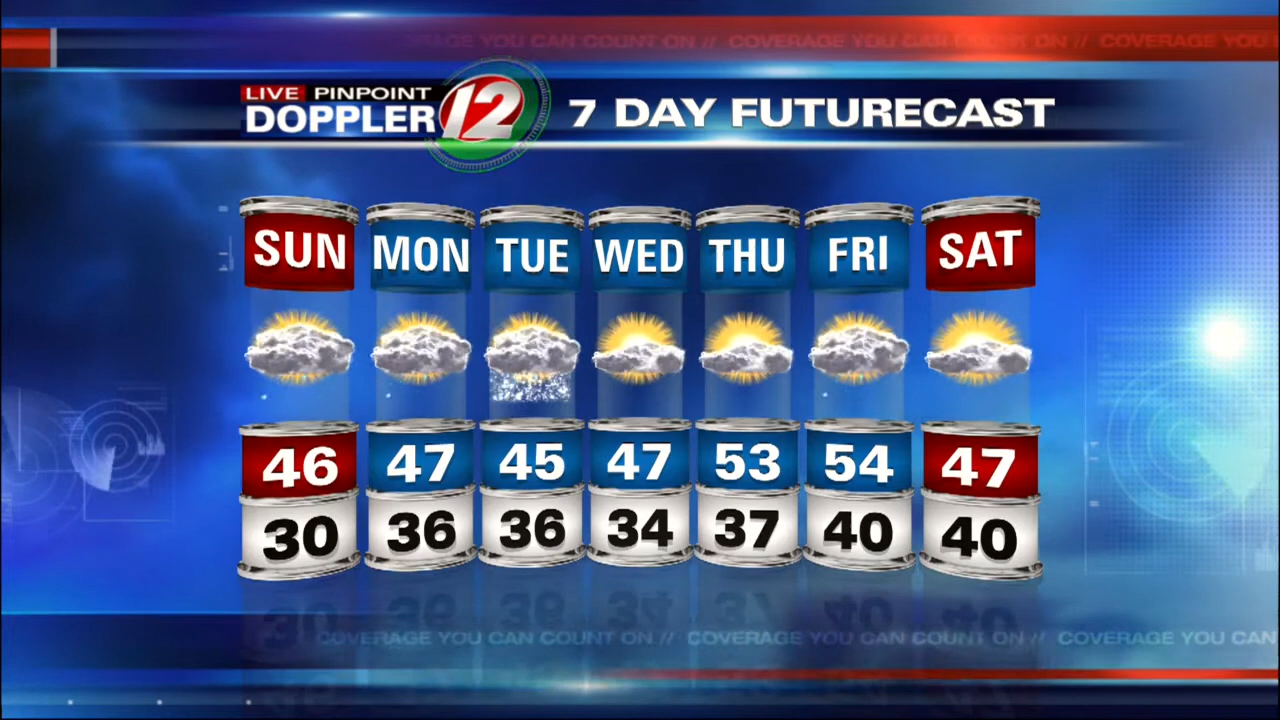 AGE YOU CAN COUNT ON // COVERAGE YOU CAN COUNT ON // COVERAGE YOU
LIVE PINPOINT
DOPPLER 12
7 DAY FUTURECAST
SUN MON TUE WED THU FRI SAT
46 47 45 47 53 54 47
30 36 36 34 37 40 40
COVERAGE YOU CAN COUNT ON // COVERAGE YOU CAN COUNT ON // COVERAGE YOU CAN